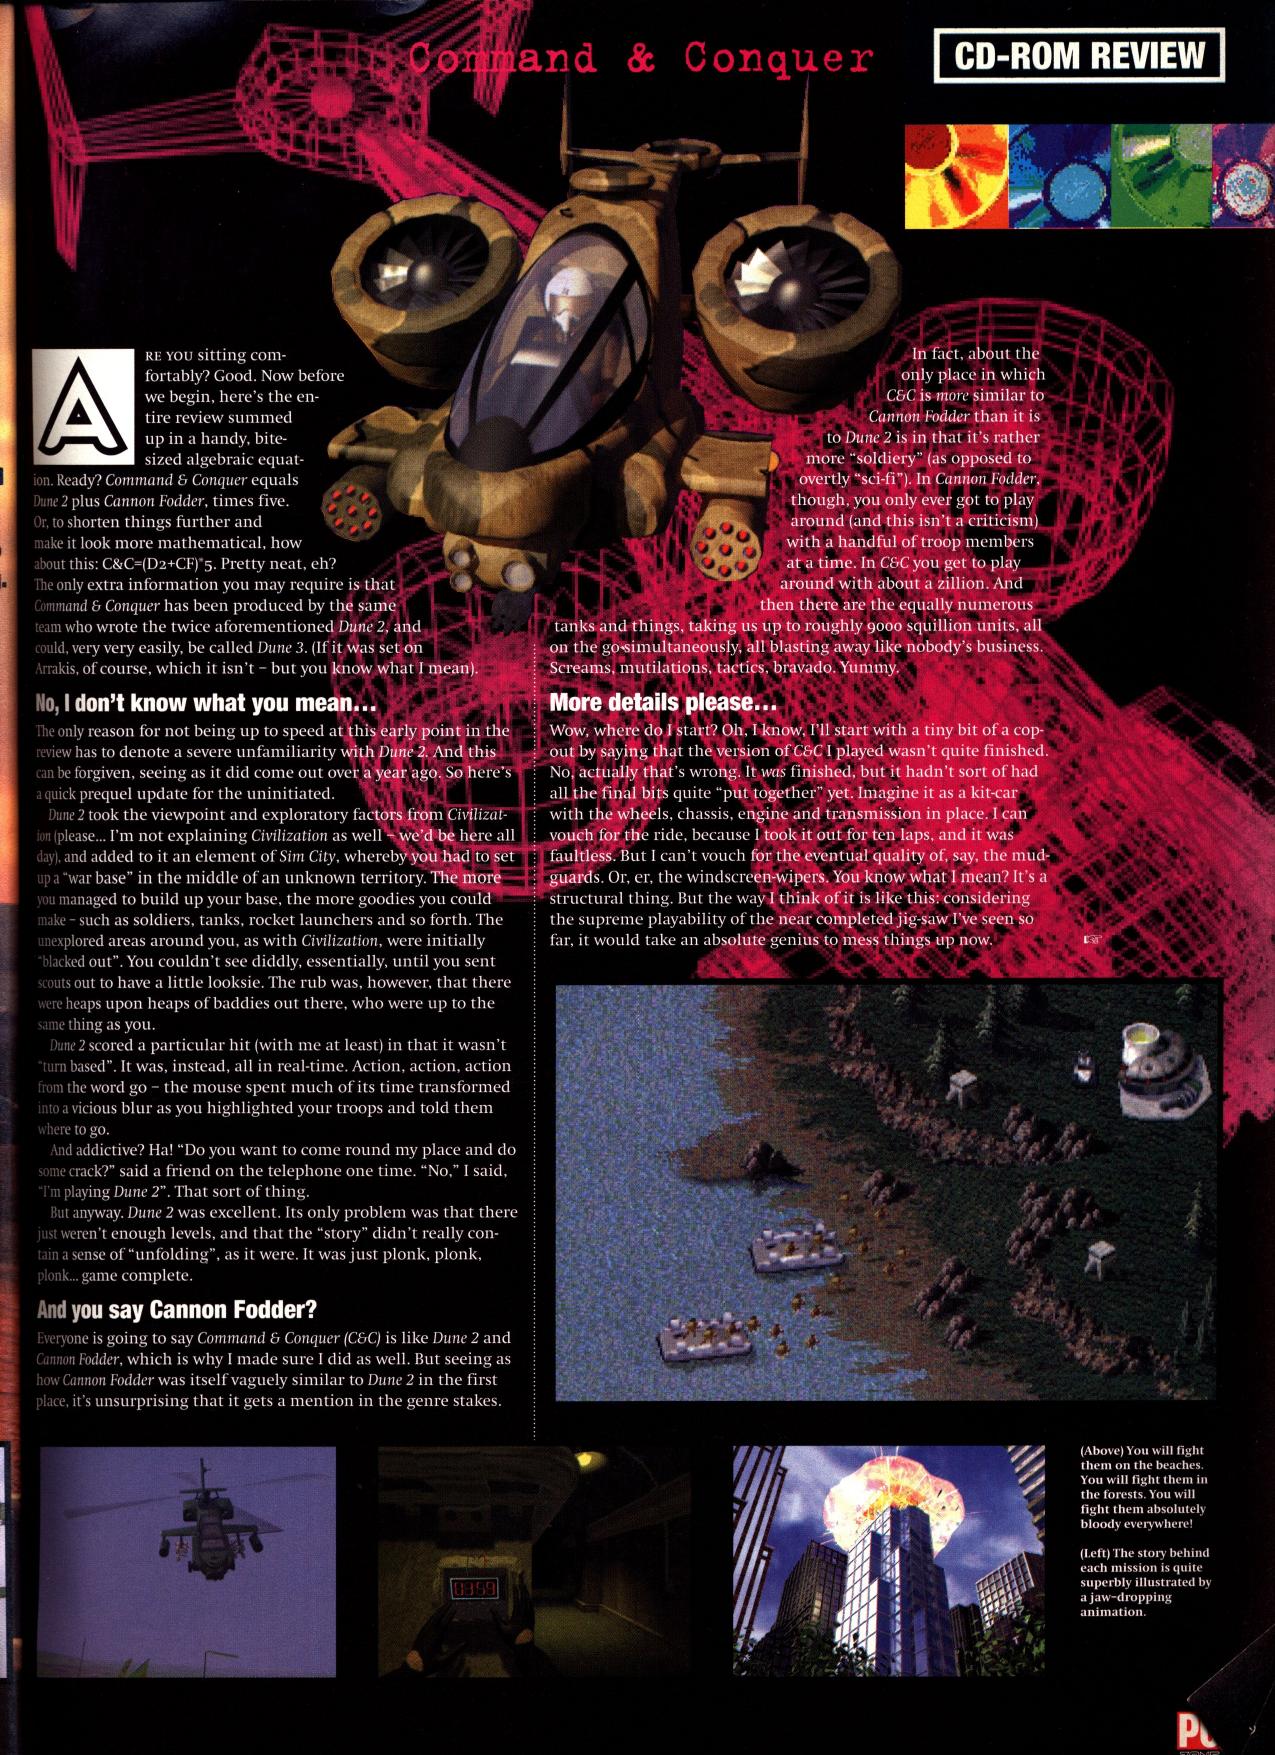 Command & Conquer
CD-ROM REVIEW
ARE YOU sitting com-
fortably? Good. Now before
we begin, here's the en-
tire review summed
up in a handy, bite-
sized algebraic equat-
ion. Ready? Command & Conquer equals
Dune 2 plus Cannon Fodder, times five.
Or, to shorten things further and
make it look more mathematical, how
about this: C&C=(D2+CF)*5. Pretty neat, eh?
The only extra information you may require is that
Command & Conquer has been produced by the same
team who wrote the twice aforementioned Dune 2, and
could, very very easily, be called Dune 3. (If it was set on
Arrakis, of course, which it isn't – but you know what I mean).
No, I don't know what you mean...
The only reason for not being up to speed at this early point in the
review has to denote a severe unfamiliarity with Dune 2. And this
can be forgiven, seeing as it did come out over a year ago. So here's
a quick prequel update for the uninitiated.
Dune 2 took the viewpoint and exploratory factors from Civilizat-
ion (please... I'm not explaining Civilization as well – we'd be here all
day), and added to it an element of Sim City, whereby you had to set
up a "war base" in the middle of an unknown territory. The more
you managed to build up your base, the more goodies you could
make – such as soldiers, tanks, rocket launchers and so forth. The
unexplored areas around you, as with Civilization, were initially
"blacked out". You couldn't see diddly, essentially, until you sent
scouts out to have a little looksie. The rub was, however, that there
were heaps upon heaps of baddies out there, who were up to the
same thing as you.
Dune 2 scored a particular hit (with me at least) in that it wasn't
"turn based". It was, instead, all in real-time. Action, action, action
from the word go – the mouse spent much of its time transformed
into a vicious blur as you highlighted your troops and told them
where to go.
And addictive? Ha! "Do you want to come round my place and do
some crack?" said a friend on the telephone one time. "No," I said,
"I'm playing Dune 2". That sort of thing.
But anyway. Dune 2 was excellent. Its only problem was that there
just weren't enough levels, and that the "story" didn't really con-
tain a sense of "unfolding", as it were. It was just plonk, plonk,
plonk... game complete.
And you say Cannon Fodder?
Everyone is going to say Command & Conquer (C&C) is like Dune 2 and
Cannon Fodder, which is why I made sure I did as well. But seeing as
how Cannon Fodder was itself vaguely similar to Dune 2 in the first
place, it's unsurprising that it gets a mention in the genre stakes.
In fact, about the
only place in which
C&C is more similar to
Cannon Fodder than it is
to Dune 2 is in that it's rather
more "soldiery" (as opposed to
overtly "sci-fi"). In Cannon Fodder,
though, you only ever got to play
around (and this isn't a criticism)
with a handful of troop members
at a time. In C&C you get to play
around with about a zillion. And
then there are the equally numerous
tanks and things, taking us up to roughly 9000 squillion units, all
on the go simultaneously, all blasting away like nobody's business.
Screams, mutilations, tactics, bravado. Yummy.
More details please...
Wow, where do I start? Oh, I know, I'll start with a tiny bit of a cop-
out by saying that the version of C&C I played wasn't quite finished.
No, actually that's wrong. It was finished, but it hadn't sort of had
all the final bits quite "put together" yet. Imagine it as a kit-car
with the wheels, chassis, engine and transmission in place. I can
vouch for the ride, because I took it out for ten laps, and it was
faultless. But I can't vouch for the eventual quality of, say, the mud-
guards. Or, er, the windscreen-wipers. You know what I mean? It's a
structural thing. But the way I think of it is like this: considering
the supreme playability of the near completed jig-saw I've seen so
far, it would take an absolute genius to mess things up now.
03:59
(Above) You will fight
them on the beaches.
You will fight them in
the forests. You will
fight them absolutely
bloody everywhere!
(Left) The story behind
each mission is quite
superbly illustrated by
a jaw-dropping
animation.